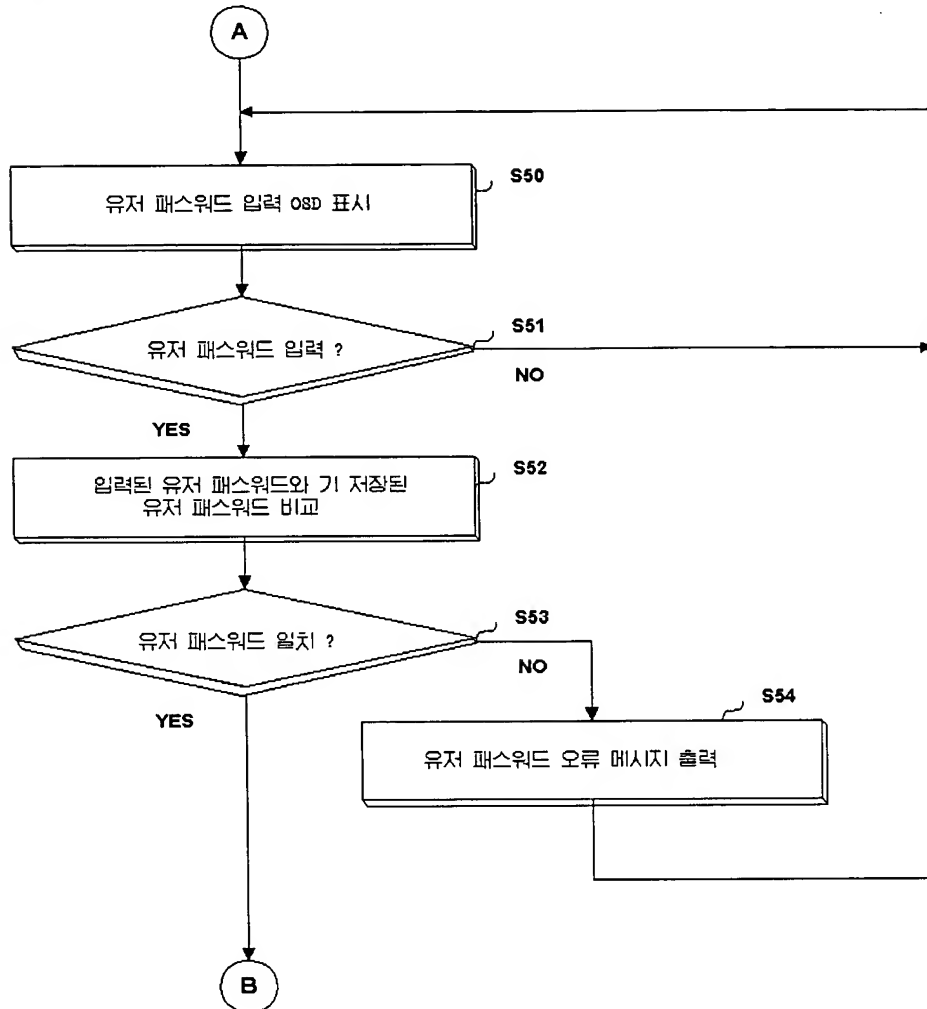 A
S50
유저 패스워드 입력 OSD 표시
S51
유저 패스워드 입력 ?
NO
YES
S52
입력된 유저 패스워드와 기 저장된
유저 패스워드 비교
S53
유저 패스워드 일치 ?
NO
YES
S54
유저 패스워드 오류 메시지 출력
B